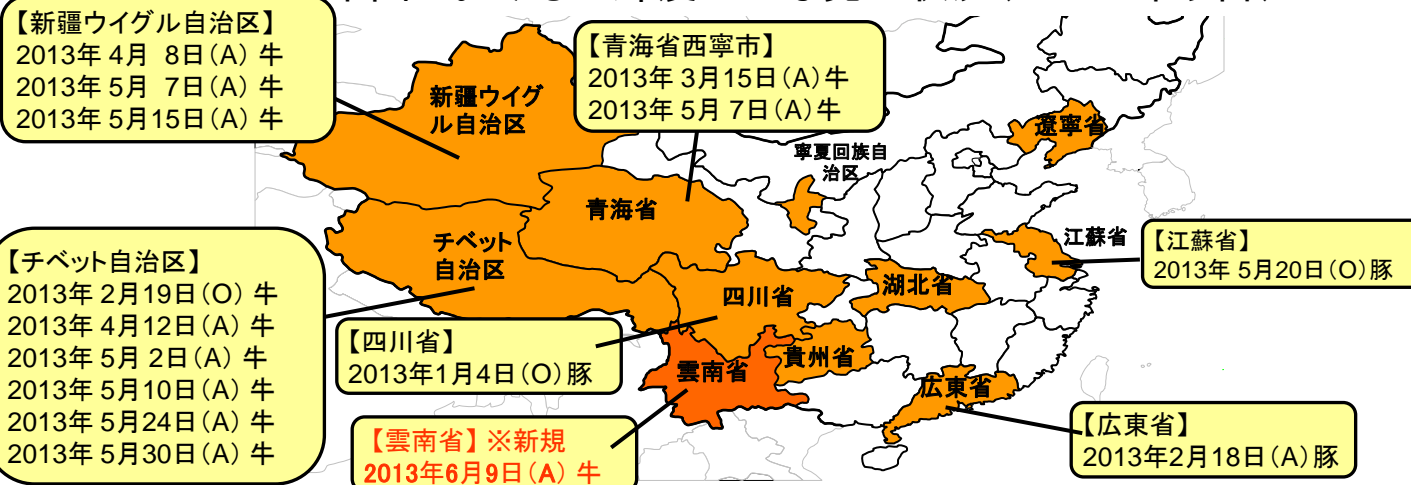 【新疆ウイグル自治区】
2013年 4月 8日(A) 牛
2013年 5月 7日(A) 牛
2013年 5月15日(A) 牛
【青海省西寧市】
2013年 3月15日(A)牛
2013年 5月 7日(A)牛
新疆ウイグ
ル自治区
遼寧省
寧夏回族自
治区
青海省
チベット
自治区
江蘇省
【江蘇省】
2013年 5月20日(O)豚
【チベット自治区】
2013年 2月19日(O) 牛
2013年 4月12日(A) 牛
2013年 5月 2日(A) 牛
2013年 5月10日(A) 牛
2013年 5月24日(A) 牛
2013年 5月30日(A) 牛
四川省
湖北省
【四川省】
2013年1月4日(O)豚
雲南省
貴州省
広東省
【雲南省】※新規
2013年6月9日(A) 牛
【広東省】
2013年2月18日(A)豚